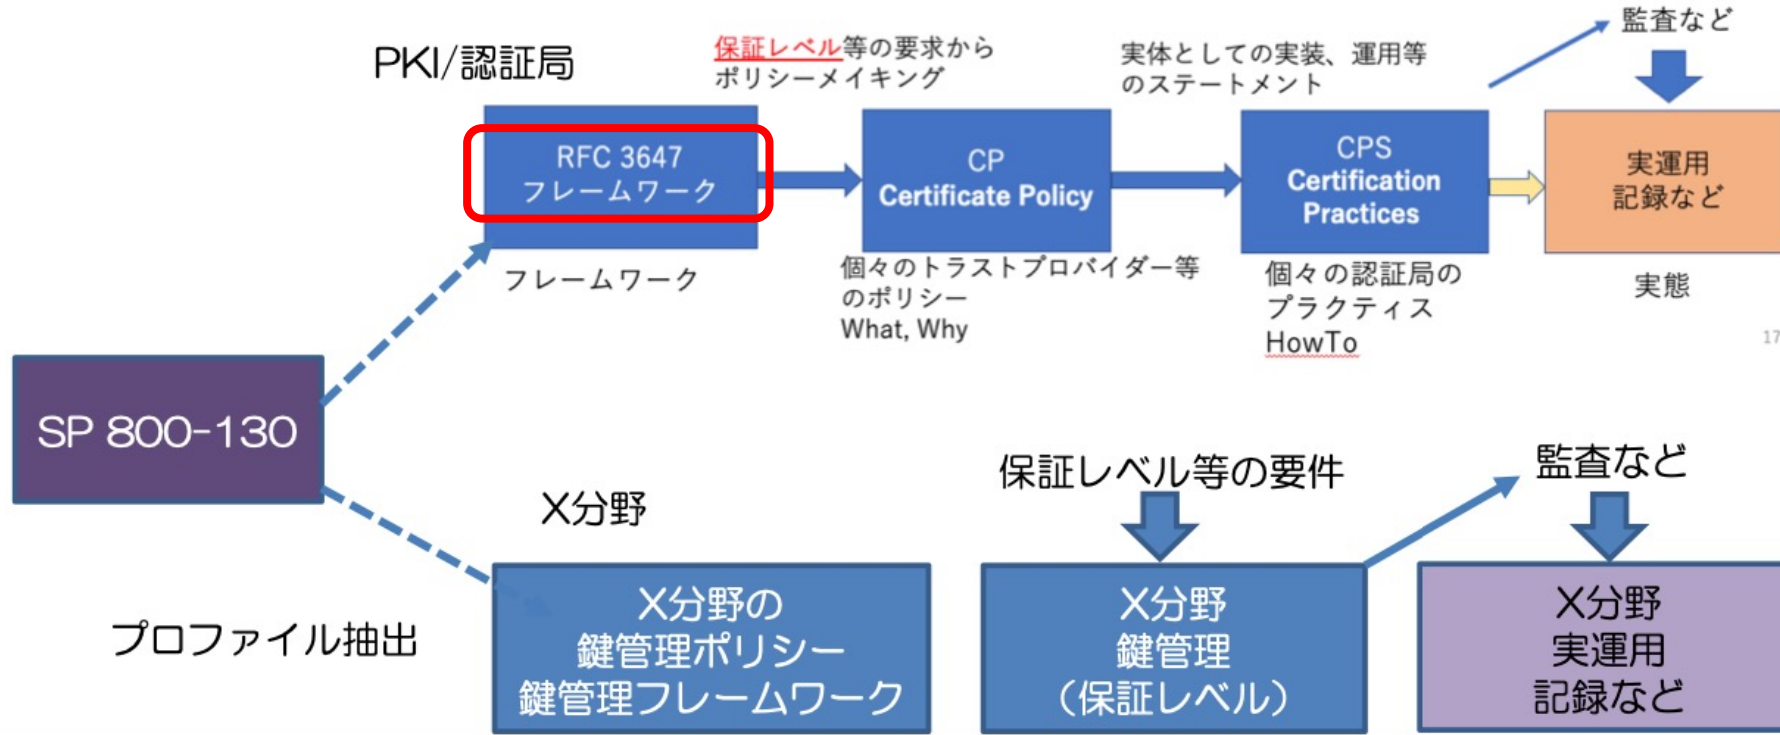 監査など
PKI/認証局
保証レベル等の要求から
ポリシーメイキング
実体としての実装、運用等
のステートメント
RFC 3647
フレームワーク
CP
Certificate Policy
CPS
Certification
Practices
実運用
記録など
フレームワーク
個々のトラストプロバイダー等
のポリシー
What, Why
個々の認証局の
プラクティス
HowTo
実態
17
SP 800-130
保証レベル等の要件
監査など
X分野
プロファイル抽出
X分野の
鍵管理ポリシー
鍵管理フレームワーク
X分野
鍵管理
(保証レベル)
X分野
実運用
記録など